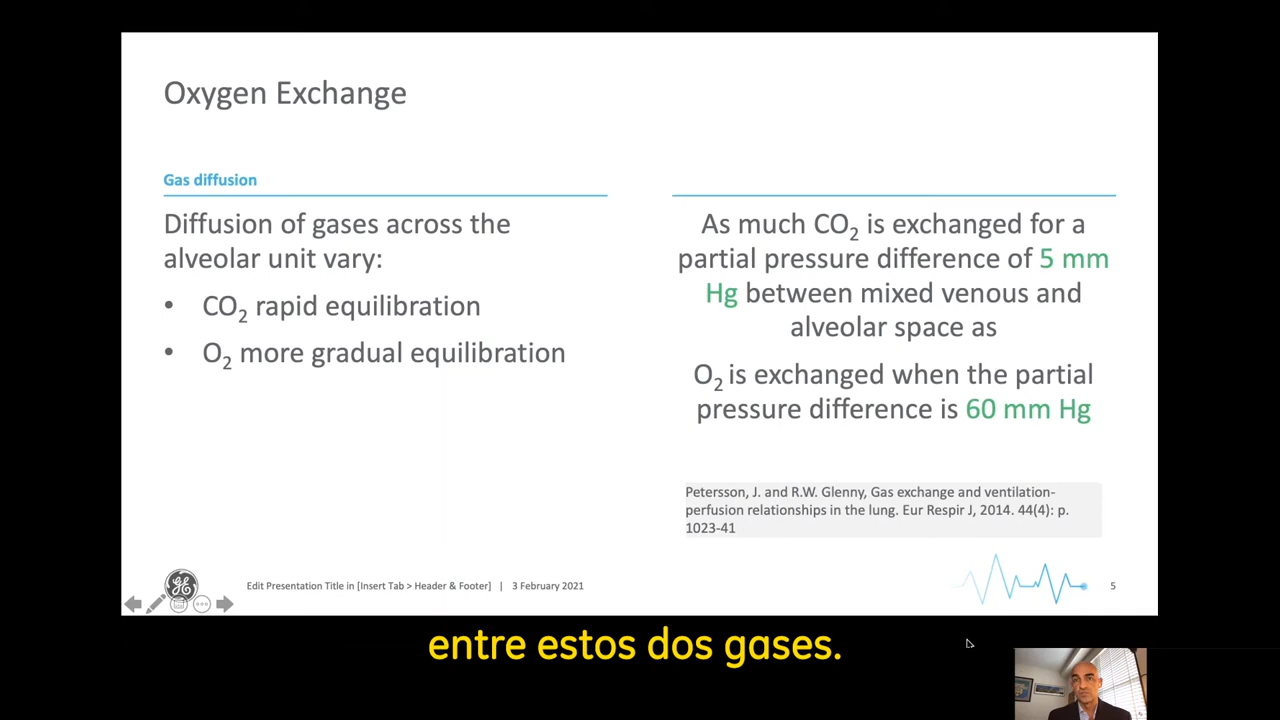 Oxygen Exchange
Gas diffusion
Diffusion of gases across the
alveolar unit vary:
• CO₂ rapid equilibration
• O₂ more gradual equilibration
As much CO₂ is exchanged for a
partial pressure difference of 5 mm
Hg between mixed venous and
alveolar space as
O₂ is exchanged when the partial
pressure difference is 60 mm Hg
Petersson, J. and R.W. Glenny, Gas exchange and ventilation-
perfusion relationships in the lung. Eur Respir J, 2014. 44(4): p.
1023-41
Edit Presentation Title in [Insert Tab > Header & Footer] | 3 February 2021
5
entre estos dos gases.